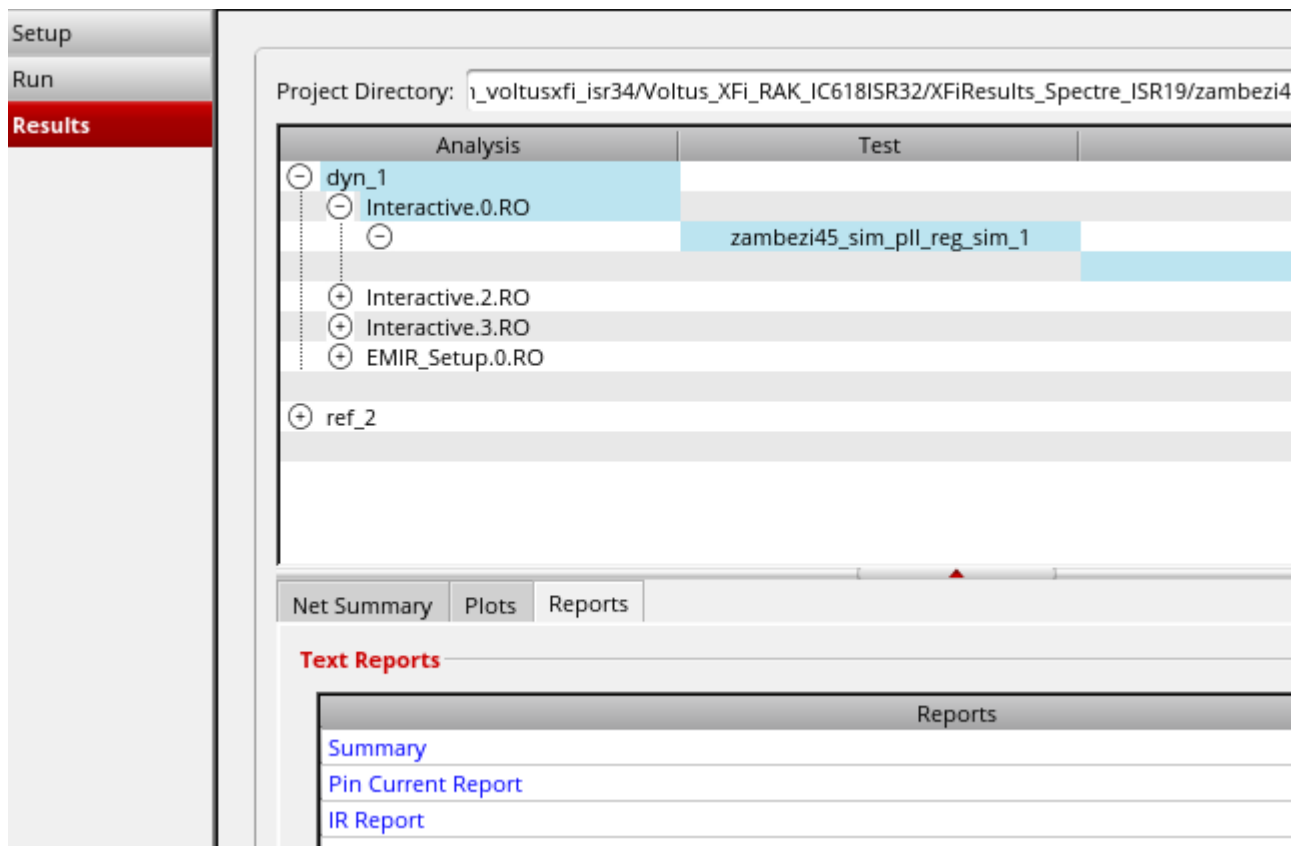 Setup
Run
Results
Project Directory: ı_voltusxfi_isr34/Voltus_XFi_RAK_IC618ISR32/XFiResults_Spectre_ISR19/zambezi4
Analysis Test
dyn_1
Interactive.0.RO
zambezi45_sim_pll_reg_sim_1
Interactive.2.RO
Interactive.3.RO
EMIR_Setup.0.RO
ref_2
Net Summary Plots Reports
Text Reports
Reports
Summary
Pin Current Report
IR Report